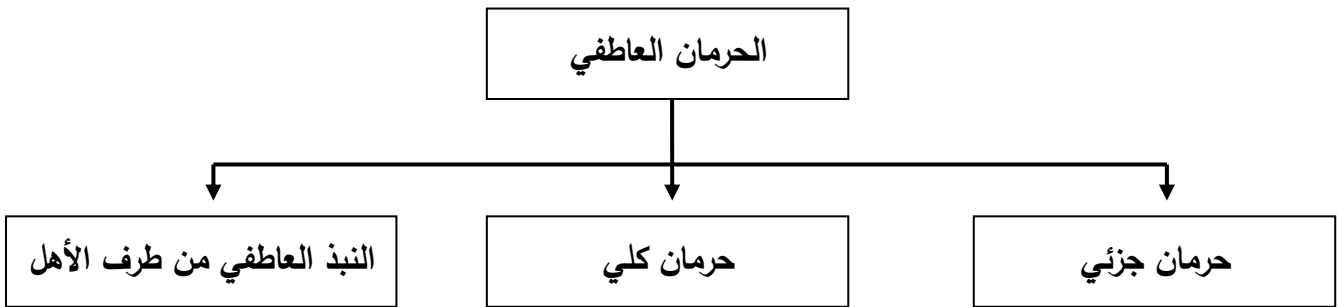 الحرمان العاطفي
حرمان جزئي
حرمان كلي
النبذ العاطفي من طرف الأهل